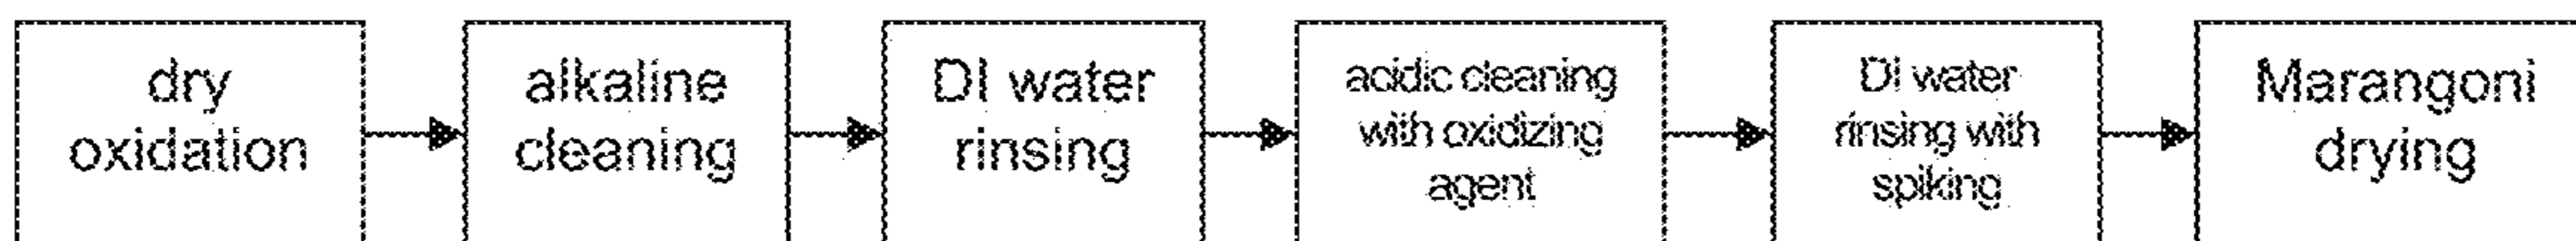 dry
oxidation
alkaline
cleaning
DI water
rinsing
acidic cleaning
with oxidizing
agent
DI water
rinsing with
spiking
Marangoni
drying